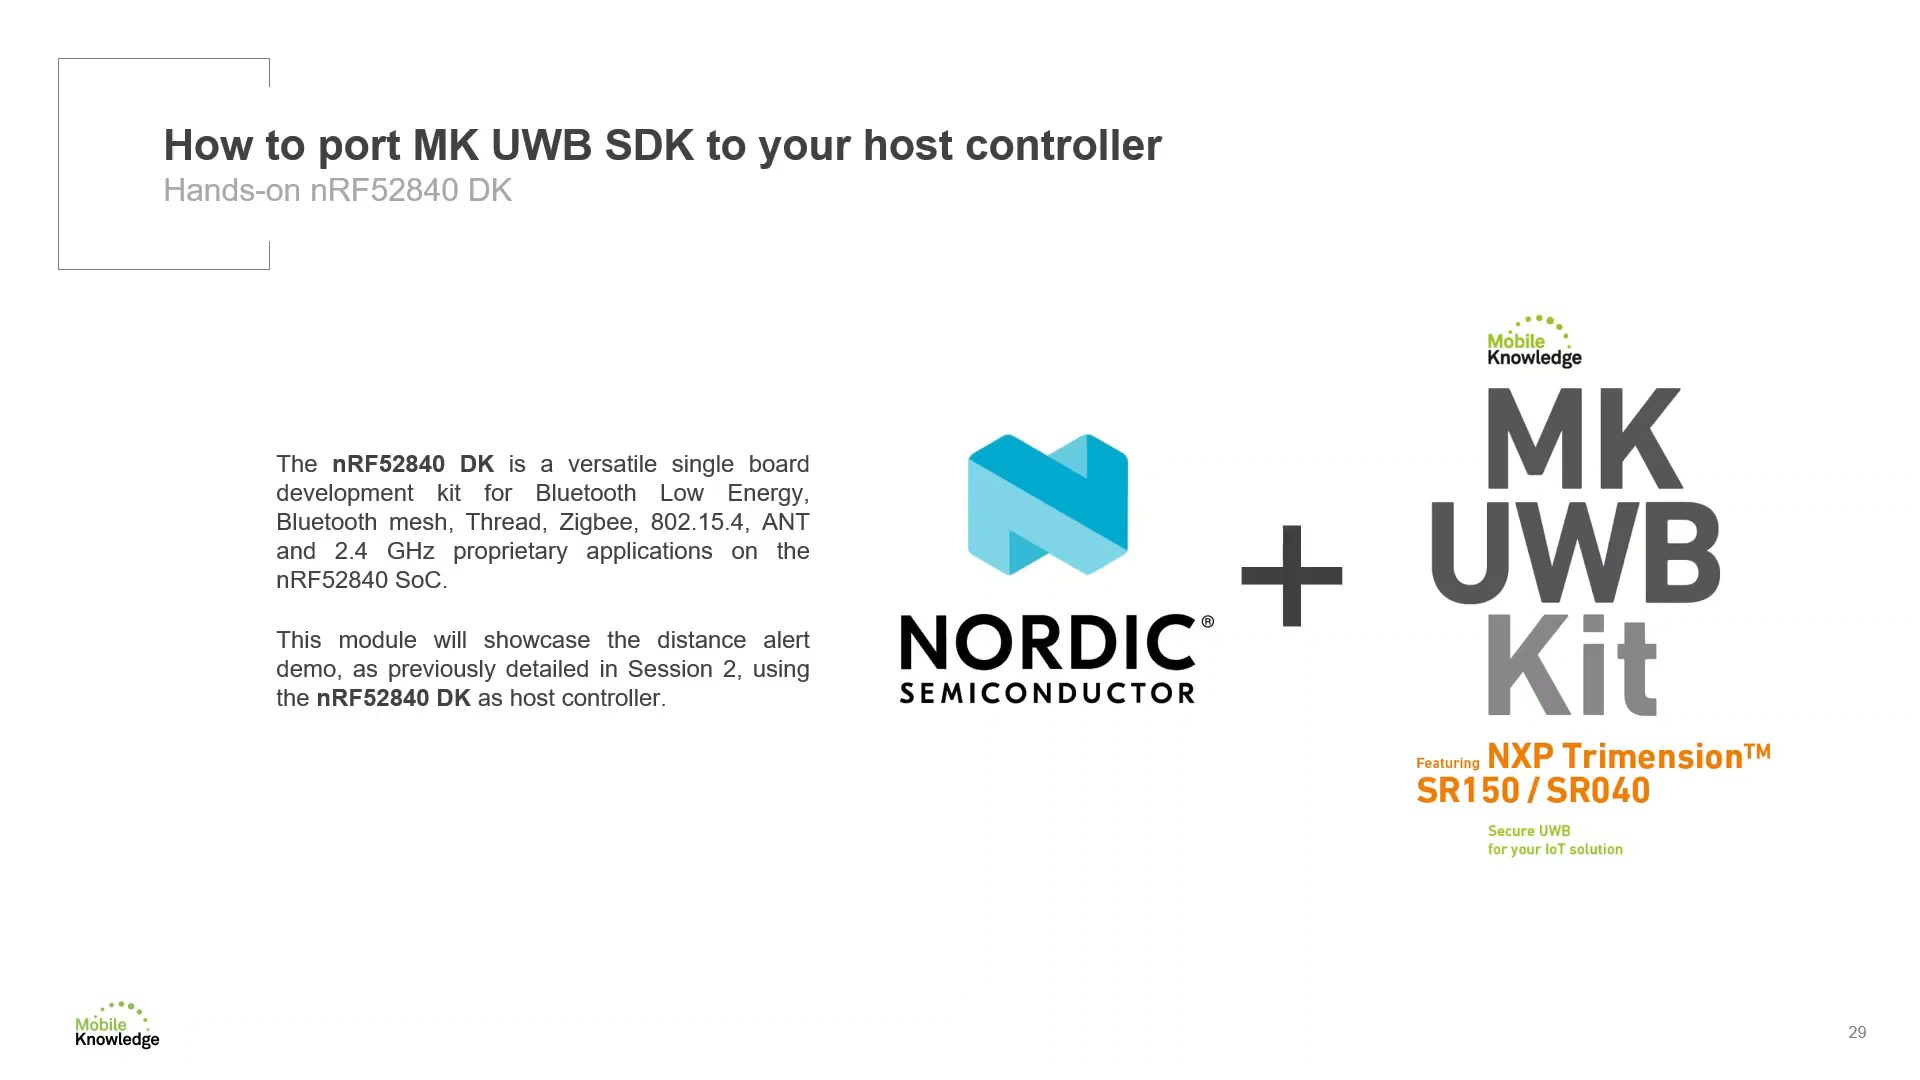 How to port MK UWB SDK to your host controller
Hands-on nRF52840 DK
The nRF52840 DK is a versatile single board
development kit for Bluetooth Low Energy,
Bluetooth mesh, Thread, Zigbee, 802.15.4, ANT
and 2.4 GHz proprietary applications on the
nRF52840 SoC.
This module will showcase the distance alert
demo, as previously detailed in Session 2, using
the nRF52840 DK as host controller.
NORDIC®
SEMICONDUCTOR
+
Mobile
Knowledge
MK
UWB
Kit
Featuring NXP Trimension™
SR150 / SR040
Secure UWB
for your IoT solution
Mobile
Knowledge
29